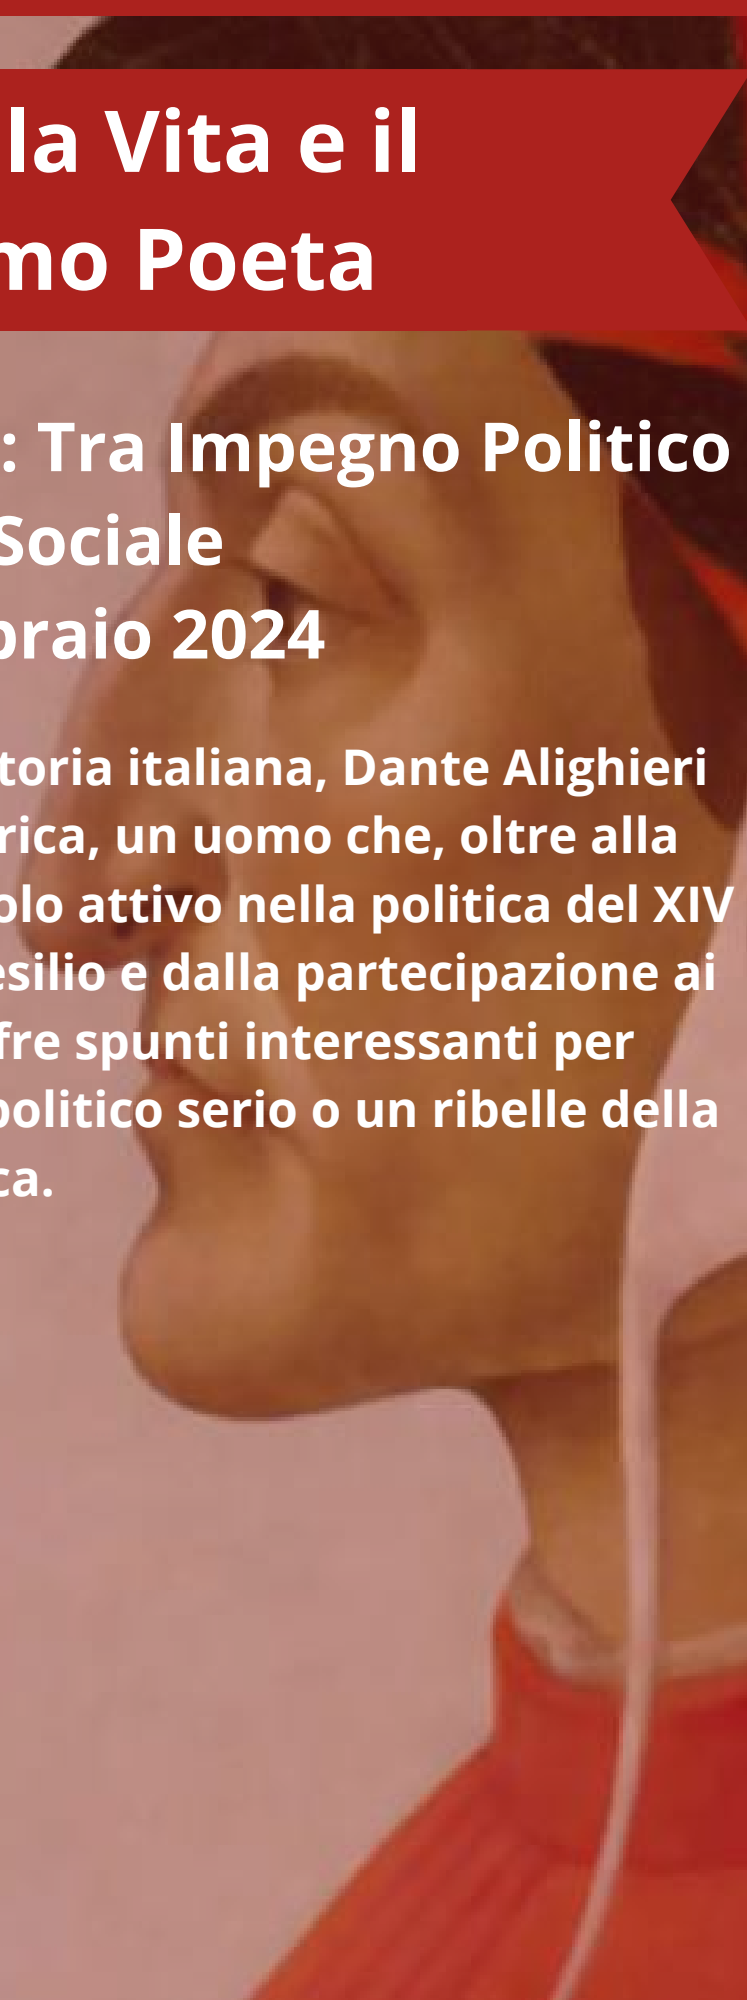 la Vita e il
mo Poeta
: Tra Impegno Politico
Sociale
braio 2024
toria italiana, Dante Alighieri
rica, un uomo che, oltre alla
olo attivo nella politica del XIV
esilio e dalla partecipazione ai
fre spunti interessanti per
politico serio o un ribelle della
ca.